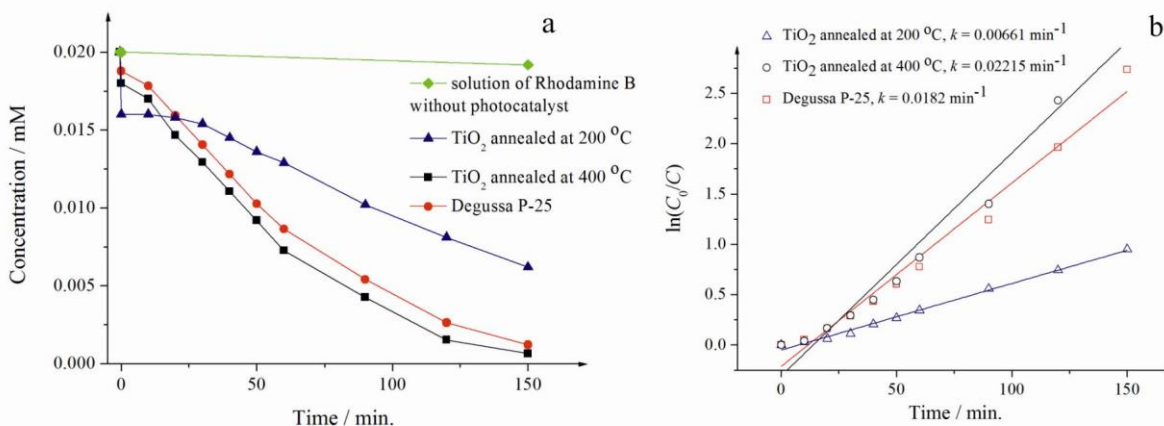 a
0.020
0.015
0.010
0.005
0.000
Concentration / mM
0 50 100 150
Time / min.
solution of Rhodamine B
without photocatalyst
TiO₂ annealed at 200 °C
TiO₂ annealed at 400 °C
Degussa P-25
b
TiO₂ annealed at 200 °C, k = 0.00661 min⁻¹
TiO₂ annealed at 400 °C, k = 0.02215 min⁻¹
Degussa P-25, k = 0.0182 min⁻¹
2.5
2.0
1.5
1.0
0.5
0.0
ln(C₀/C)
0 50 100 150
Time / min.